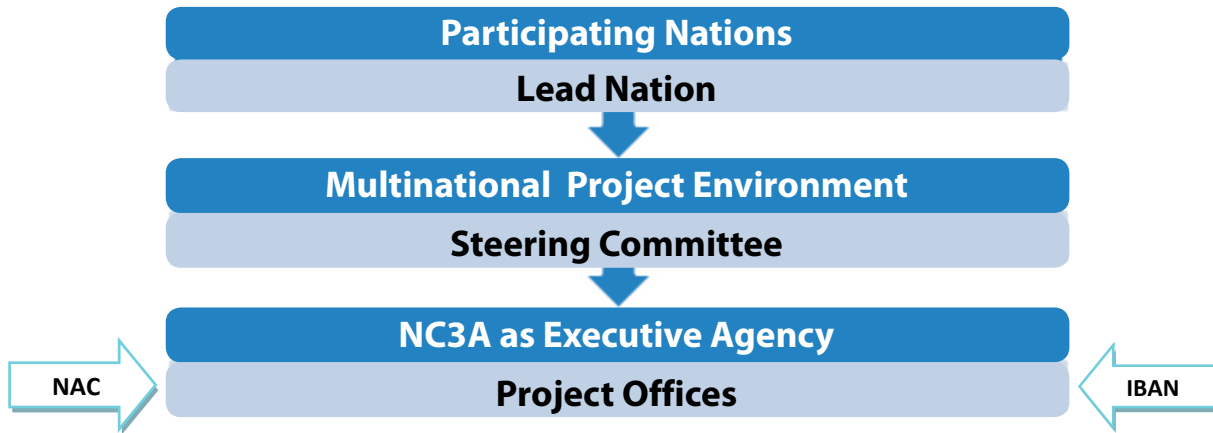 Participating Nations
Lead Nation
Multinational Project Environment
Steering Committee
NC3A as Executive Agency
NAC
Project Offices
IBAN